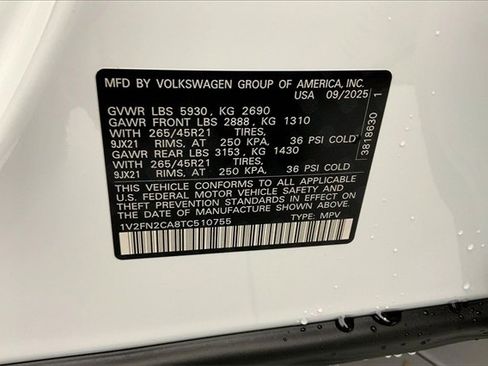 MFD BY VOLKSWAGEN GROUP OF AMERICA, INC.
USA 09/2025
GVWR LBS 5930 , KG 2690
GAWR FRONT LBS 2888 , KG 1310
WITH 265/45R21 TIRES,
9JX21 RIMS, AT 250 KPA, 36 PSI COLD
GAWR REAR LBS 3153 , KG 1430
WITH 265/45R21 TIRES,
9JX21 RIMS, AT 250 KPA, 36 PSI COLD
THIS VEHICLE CONFORMS TO ALL APPLICABLE
U.S. FEDERAL MOTOR VEHICLE SAFETY AND
THEFT PREVENTION STANDARDS IN EFFECT ON
THE DATE OF MANUFACTURE SHOWN ABOVE.
1V2FN2CA8TC510755 TYPE: MPV
3818630 1